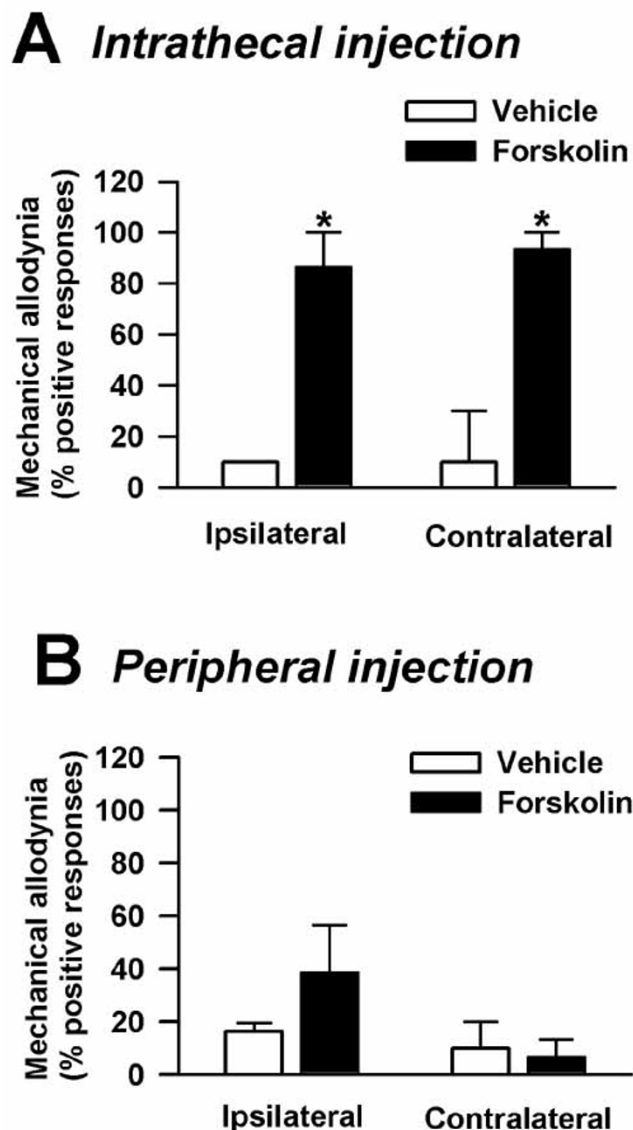 A Intrathecal injection
Vehicle
Forskolin
Mechanical allodynia
(% positive responses)
120
100
80
60
40
20
0
*
*
Ipsilateral
Contralateral
B Peripheral injection
Vehicle
Forskolin
Mechanical allodynia
(% positive responses)
120
100
80
60
40
20
0
Ipsilateral
Contralateral